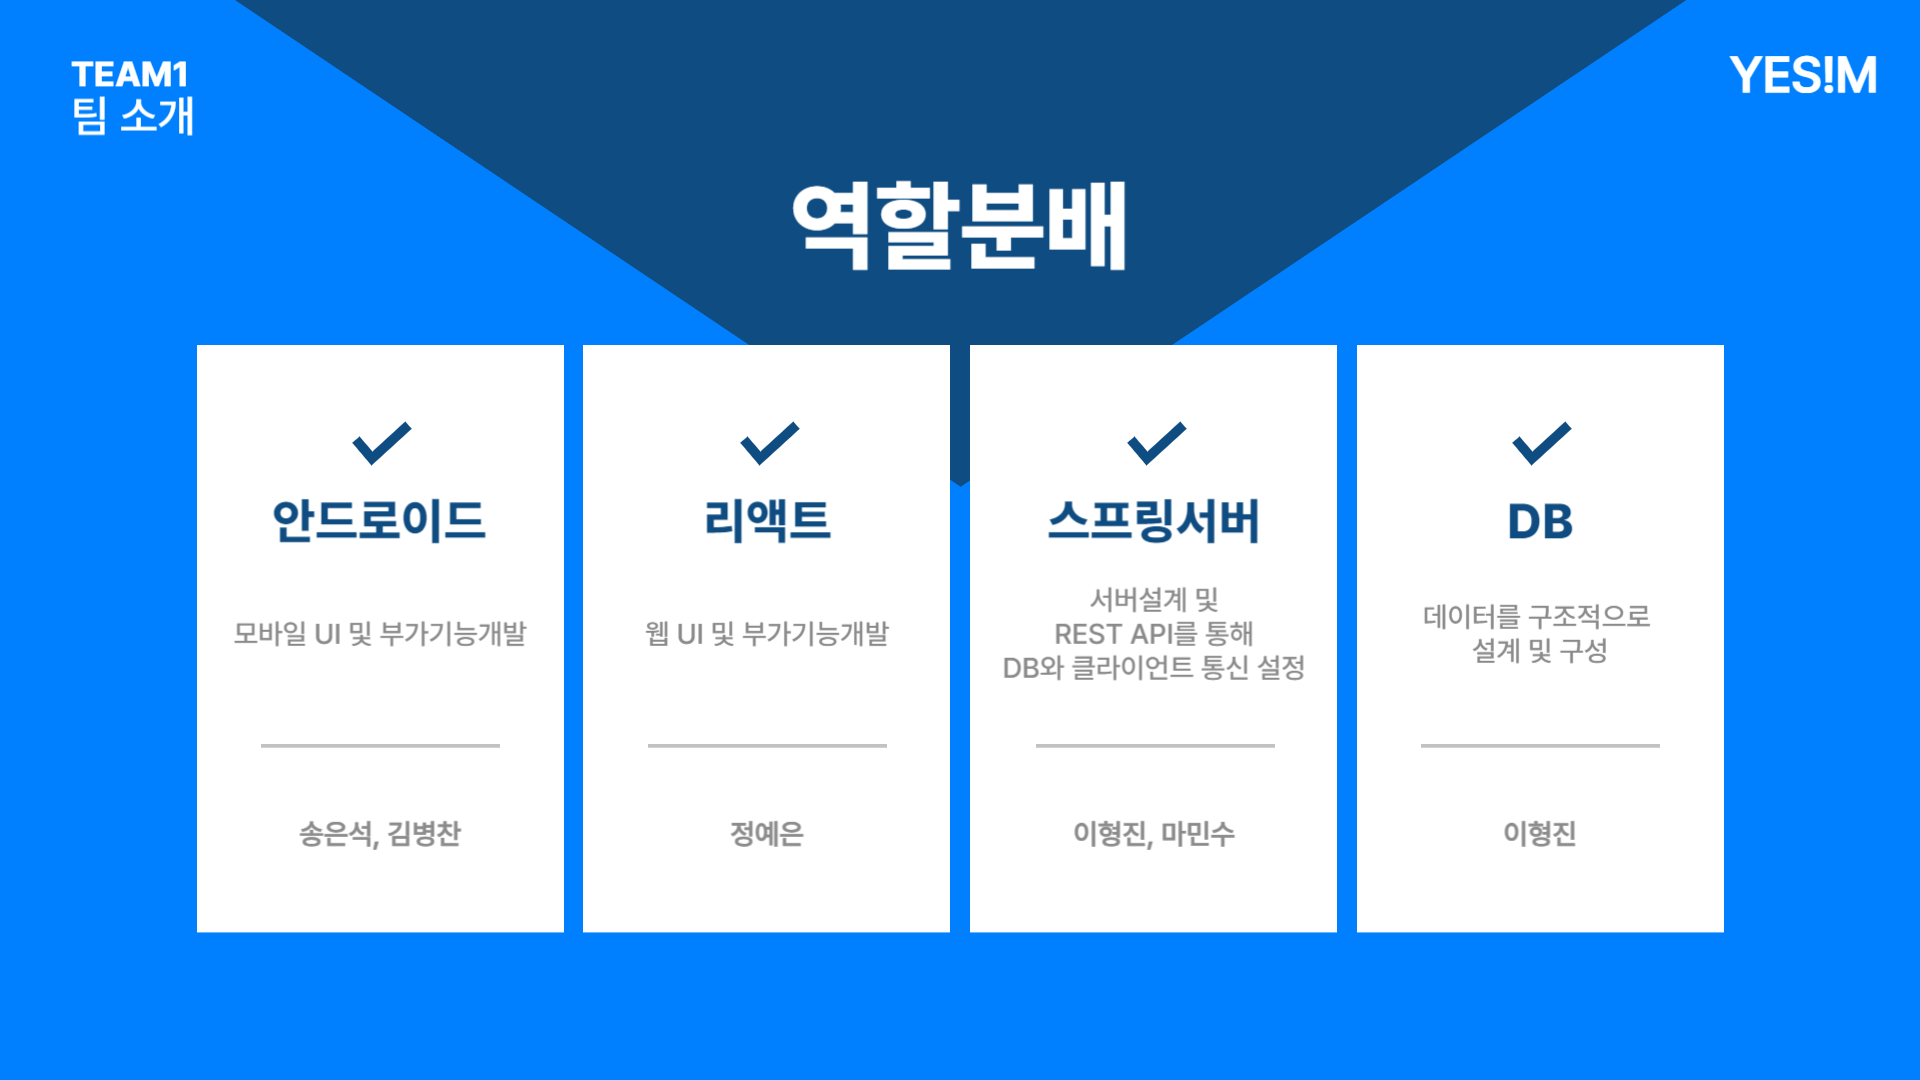 TEAM1
팀 소개
YES!M
역할분배
안드로이드
모바일 UI 및 부가기능개발
송은석, 김병찬
리액트
웹 UI 및 부가기능개발
정예은
스프링서버
서버설계 및
REST API를 통해
DB와 클라이언트 통신 설정
이형진, 마민수
DB
데이터를 구조적으로
설계 및 구성
이형진